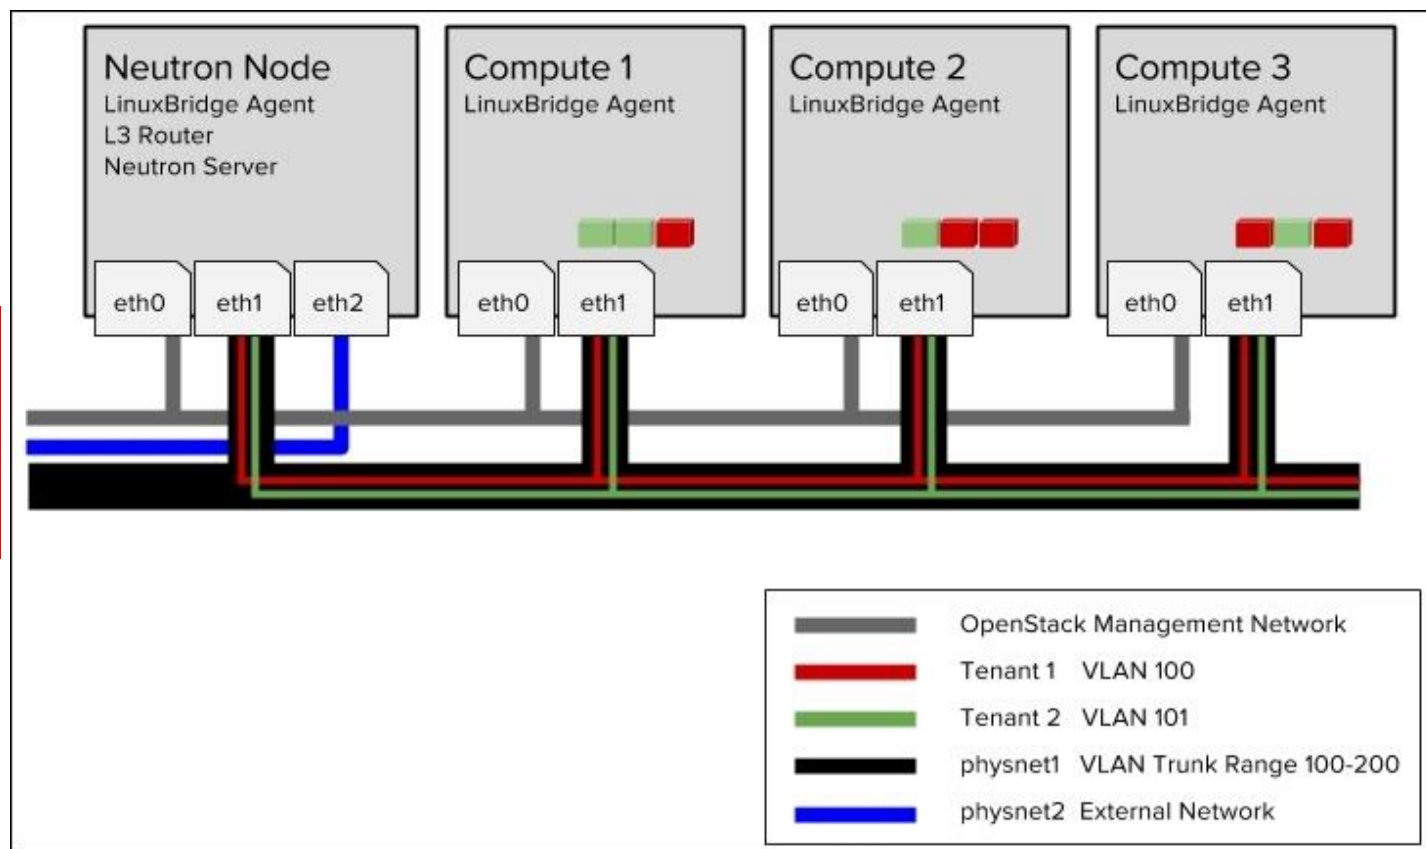 Neutron Node
LinuxBridge Agent
L3 Router
Neutron Server
eth0
eth1
eth2
Compute 1
LinuxBridge Agent
eth0
eth1
Compute 2
LinuxBridge Agent
eth0
eth1
Compute 3
LinuxBridge Agent
eth0
eth1
OpenStack Management Network
Tenant 1 VLAN 100
Tenant 2 VLAN 101
physnet1 VLAN Trunk Range 100-200
physnet2 External Network